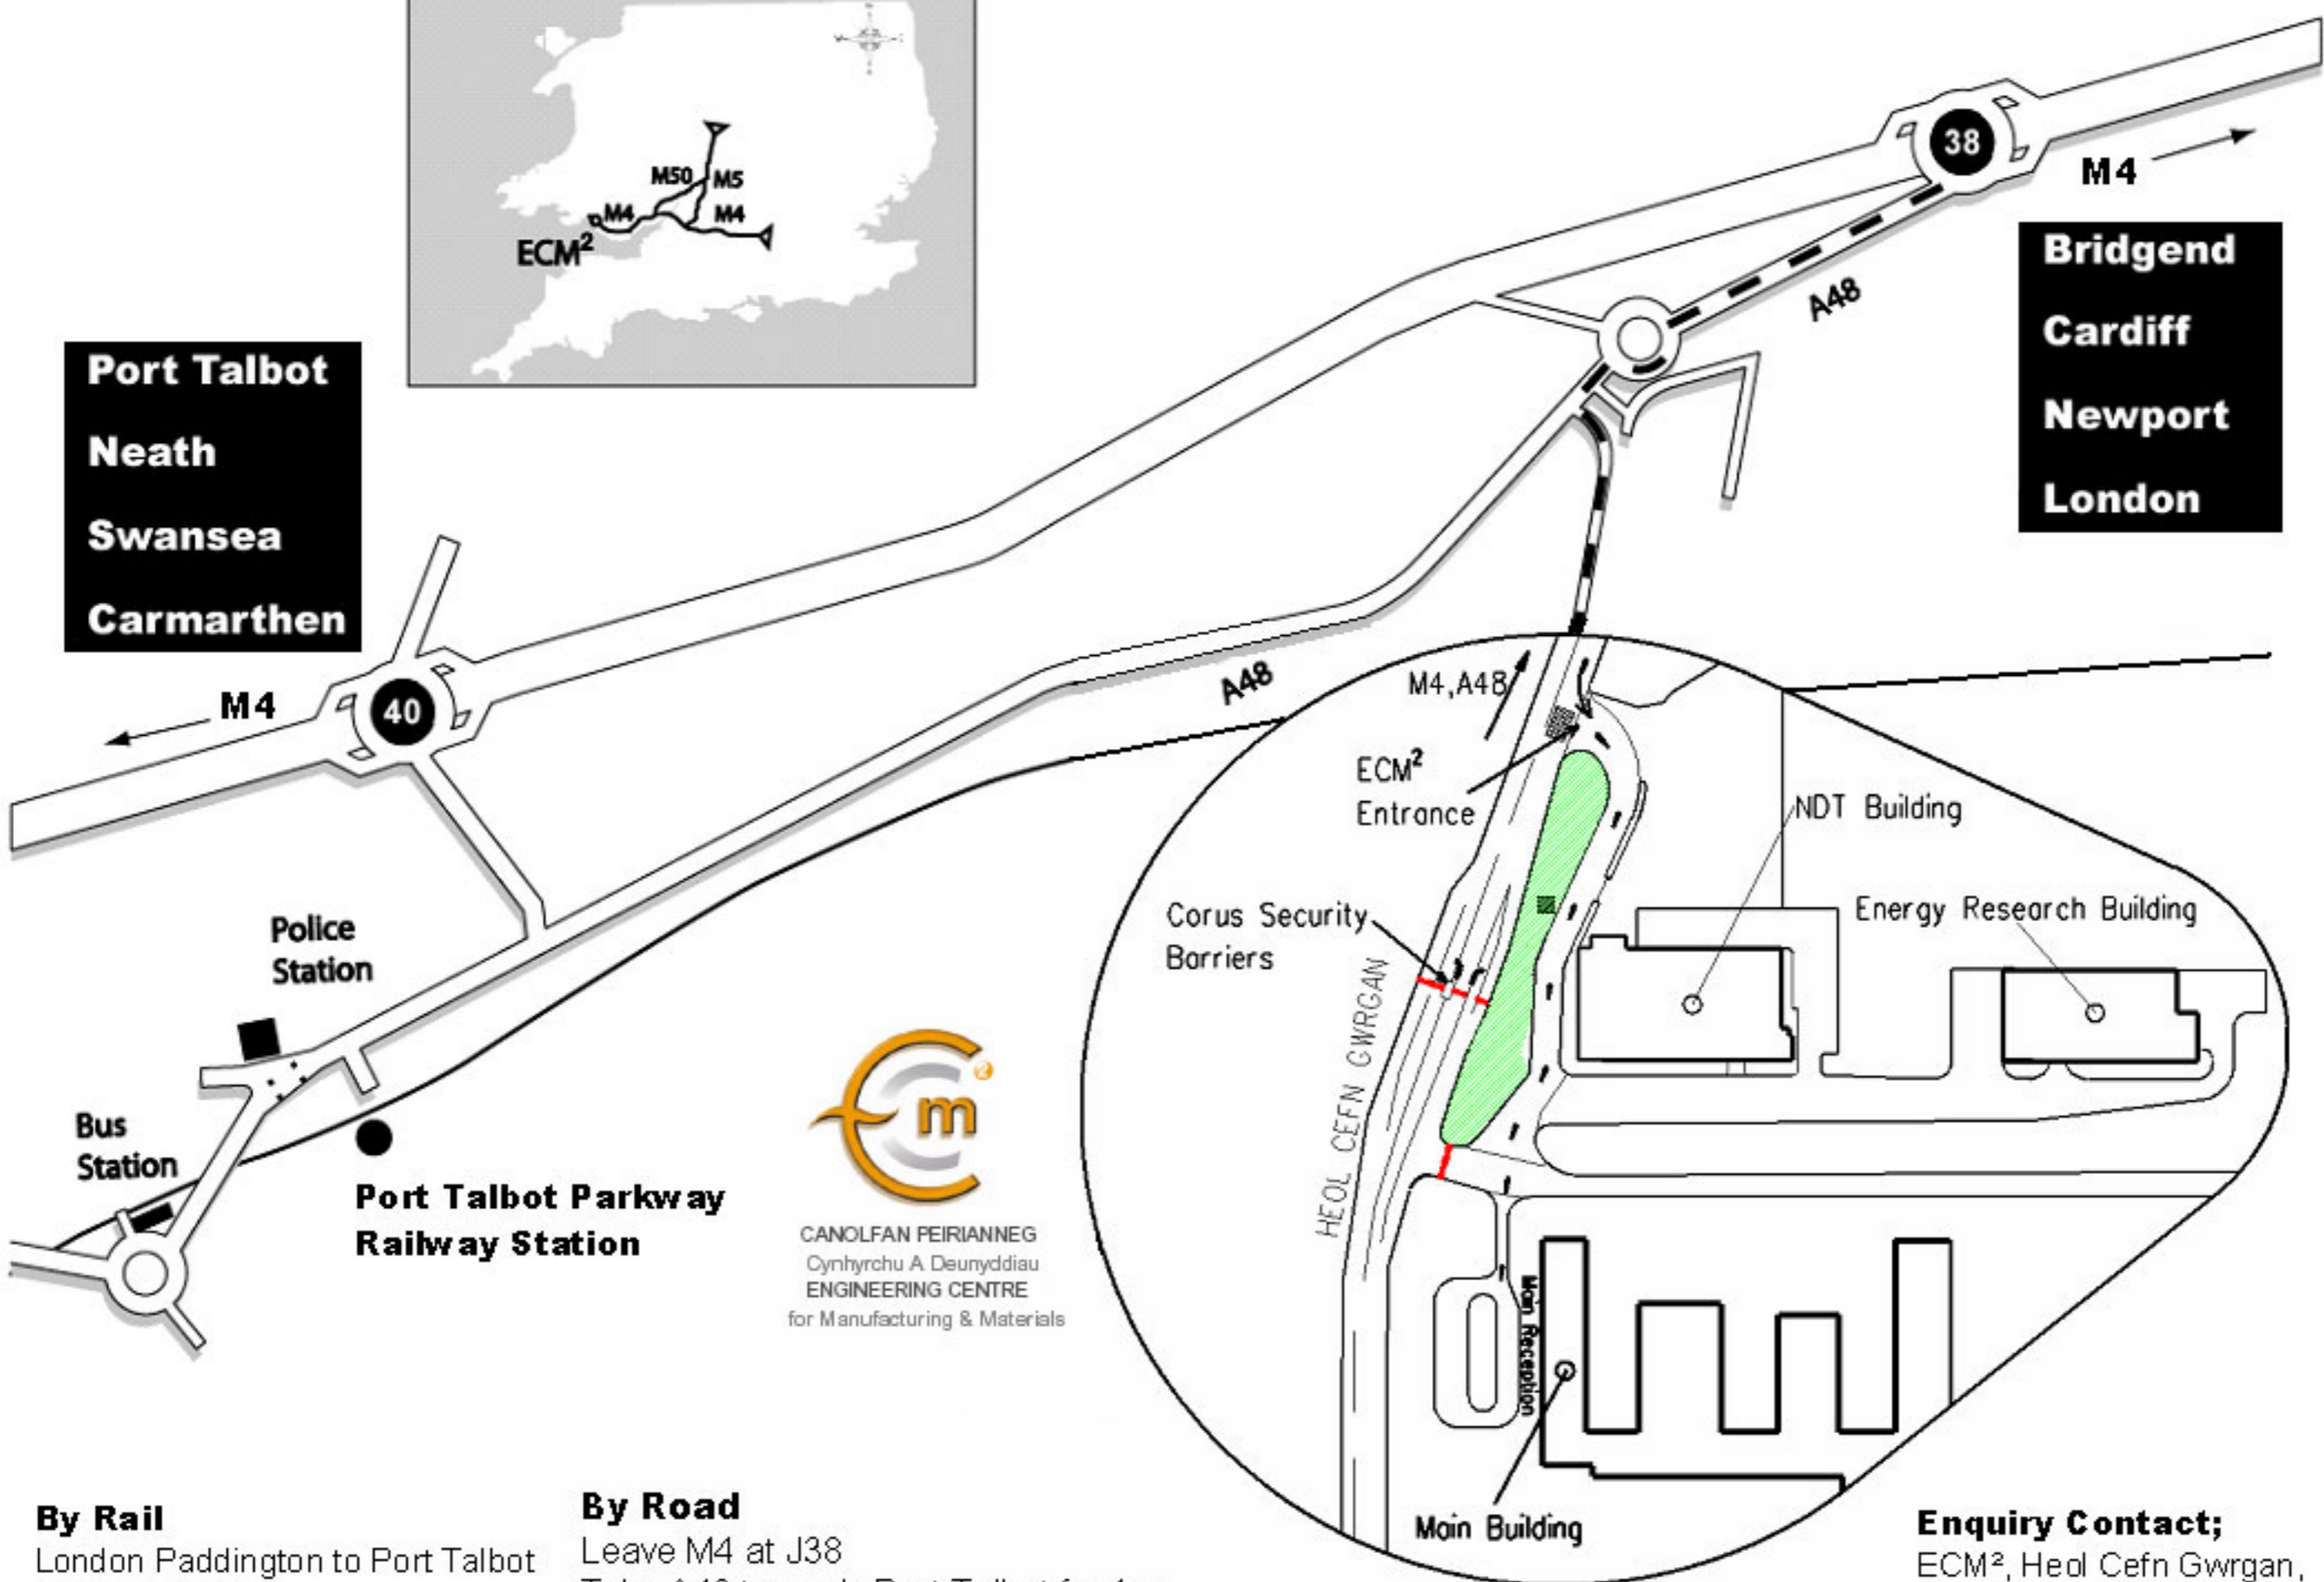 M50
M5
M4
M4
ECM²
38
M4
Bridgend
Cardiff
Newport
London
A48
Port Talbot
Neath
Swansea
Carmarthen
M4
40
A48
M4,A48
ECM²
Entrance
NDT Building
Corus Security
Barriers
Energy Research Building
HEOL CEFN GWRGAN
Police
Station
Bus
Station
Port Talbot Parkway
Railway Station
m
2
CANOLFAN PEIRIANNEG
Cynhyrchu A Deunyddiau
ENGINEERING CENTRE
for Manufacturing & Materials
Main Reception
Main Building
By Rail
London Paddington to Port Talbot
By Road
Leave M4 at J38
Enquiry Contact;
ECM², Heol Cefn Gwrgan,